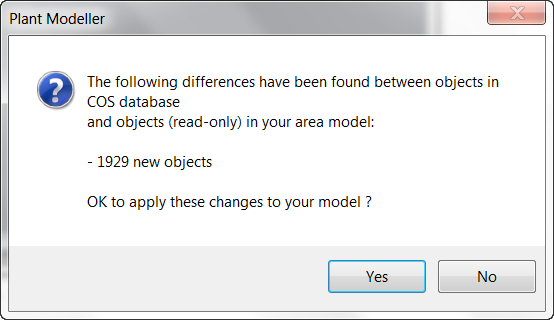 Plant Modeller
The following differences have been found between objects in
COS database
and objects (read-only) in your area model:
- 1929 new objects
OK to apply these changes to your model ?
Yes
No